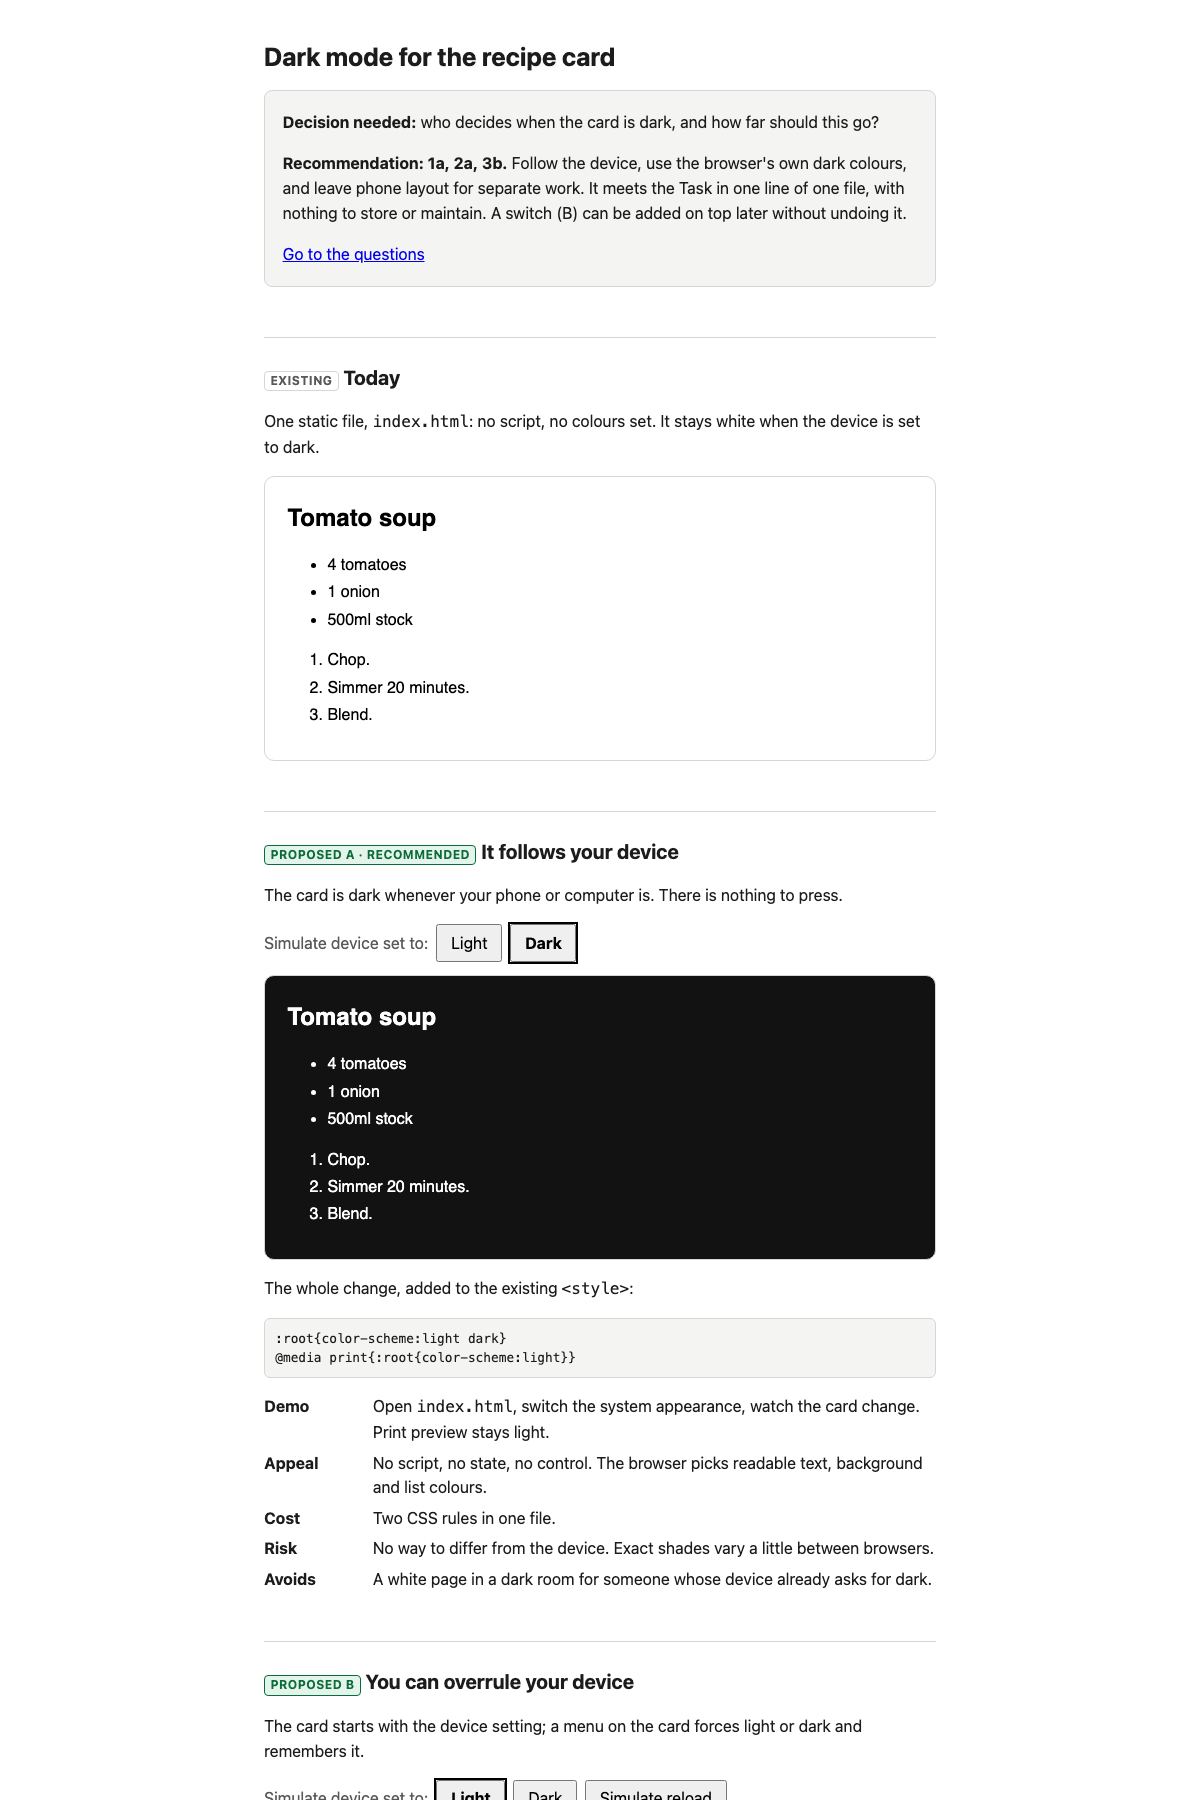 Dark mode for the recipe card
Decision needed: who decides when the card is dark, and how far should this go?
Recommendation: 1a, 2a, 3b. Follow the device, use the browser's own dark colours,
and leave phone layout for separate work. It meets the Task in one line of one file, with
nothing to store or maintain. A switch (B) can be added on top later without undoing it.
Go to the questions
EXISTING Today
One static file, index.html: no script, no colours set. It stays white when the device is set
to dark.
Tomato soup
• 4 tomatoes
• 1 onion
• 500ml stock
1. Chop.
2. Simmer 20 minutes.
3. Blend.
PROPOSED A · RECOMMENDED It follows your device
The card is dark whenever your phone or computer is. There is nothing to press.
Simulate device set to: Light Dark
Tomato soup
• 4 tomatoes
• 1 onion
• 500ml stock
1. Chop.
2. Simmer 20 minutes.
3. Blend.
The whole change, added to the existing <style>:
:root{color-scheme:light dark}
@media print{:root{color-scheme:light}}
Demo Open index.html, switch the system appearance, watch the card change.
Print preview stays light.
Appeal No script, no state, no control. The browser picks readable text, background
and list colours.
Cost Two CSS rules in one file.
Risk No way to differ from the device. Exact shades vary a little between browsers.
Avoids A white page in a dark room for someone whose device already asks for dark.
PROPOSED B You can overrule your device
The card starts with the device setting; a menu on the card forces light or dark and
remembers it.
Simulate device set to: Light Dark Simulate reload